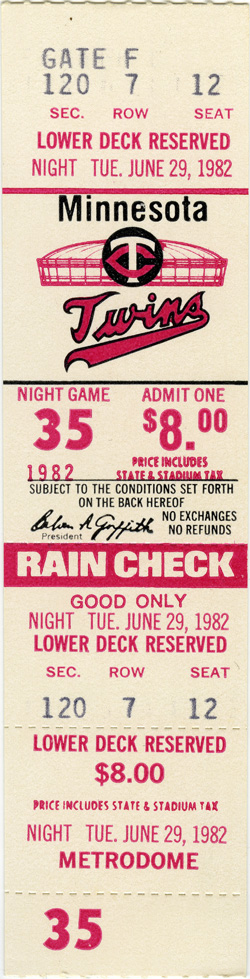 GATE F
120 7 12
SEC. ROW SEAT
LOWER DECK RESERVED
NIGHT TUE. JUNE 29, 1982
Minnesota
TC
Twins
NIGHT GAME ADMIT ONE
35 $8.00
1982 PRICE INCLUDES STATE & STADIUM TAX
SUBJECT TO THE CONDITIONS SET FORTH
ON THE BACK HEREOF
Calvin R Griffith NO EXCHANGES
President NO REFUNDS
RAIN CHECK
GOOD ONLY
NIGHT TUE. JUNE 29, 1982
LOWER DECK RESERVED
SEC. ROW SEAT
120 7 12
LOWER DECK RESERVED
$8.00
PRICE INCLUDES STATE & STADIUM TAX
NIGHT TUE. JUNE 29, 1982
METRODOME
35